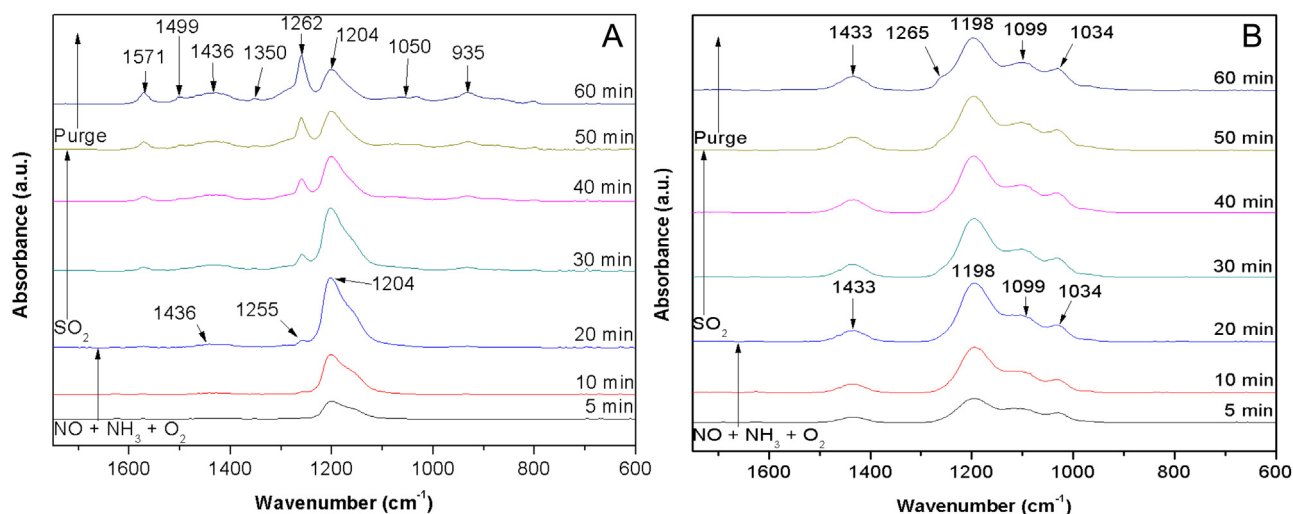 A
1262
1499
1204
1571
1436
1350
1050
935
60 min
Purge
50 min
40 min
30 min
1204
1436
1255
SO2
20 min
10 min
5 min
NO + NH3 + O2
1600
1400
1200
1000
800
600
Wavenumber (cm-1)
Absorbance (a.u.)
B
1198
1433
1265
1099
1034
60 min
Purge
50 min
40 min
30 min
1198
1433
1099
1034
SO2
20 min
10 min
5 min
NO + NH3 + O2
1600
1400
1200
1000
800
600
Wavenumber (cm-1)
Absorbance (a.u.)